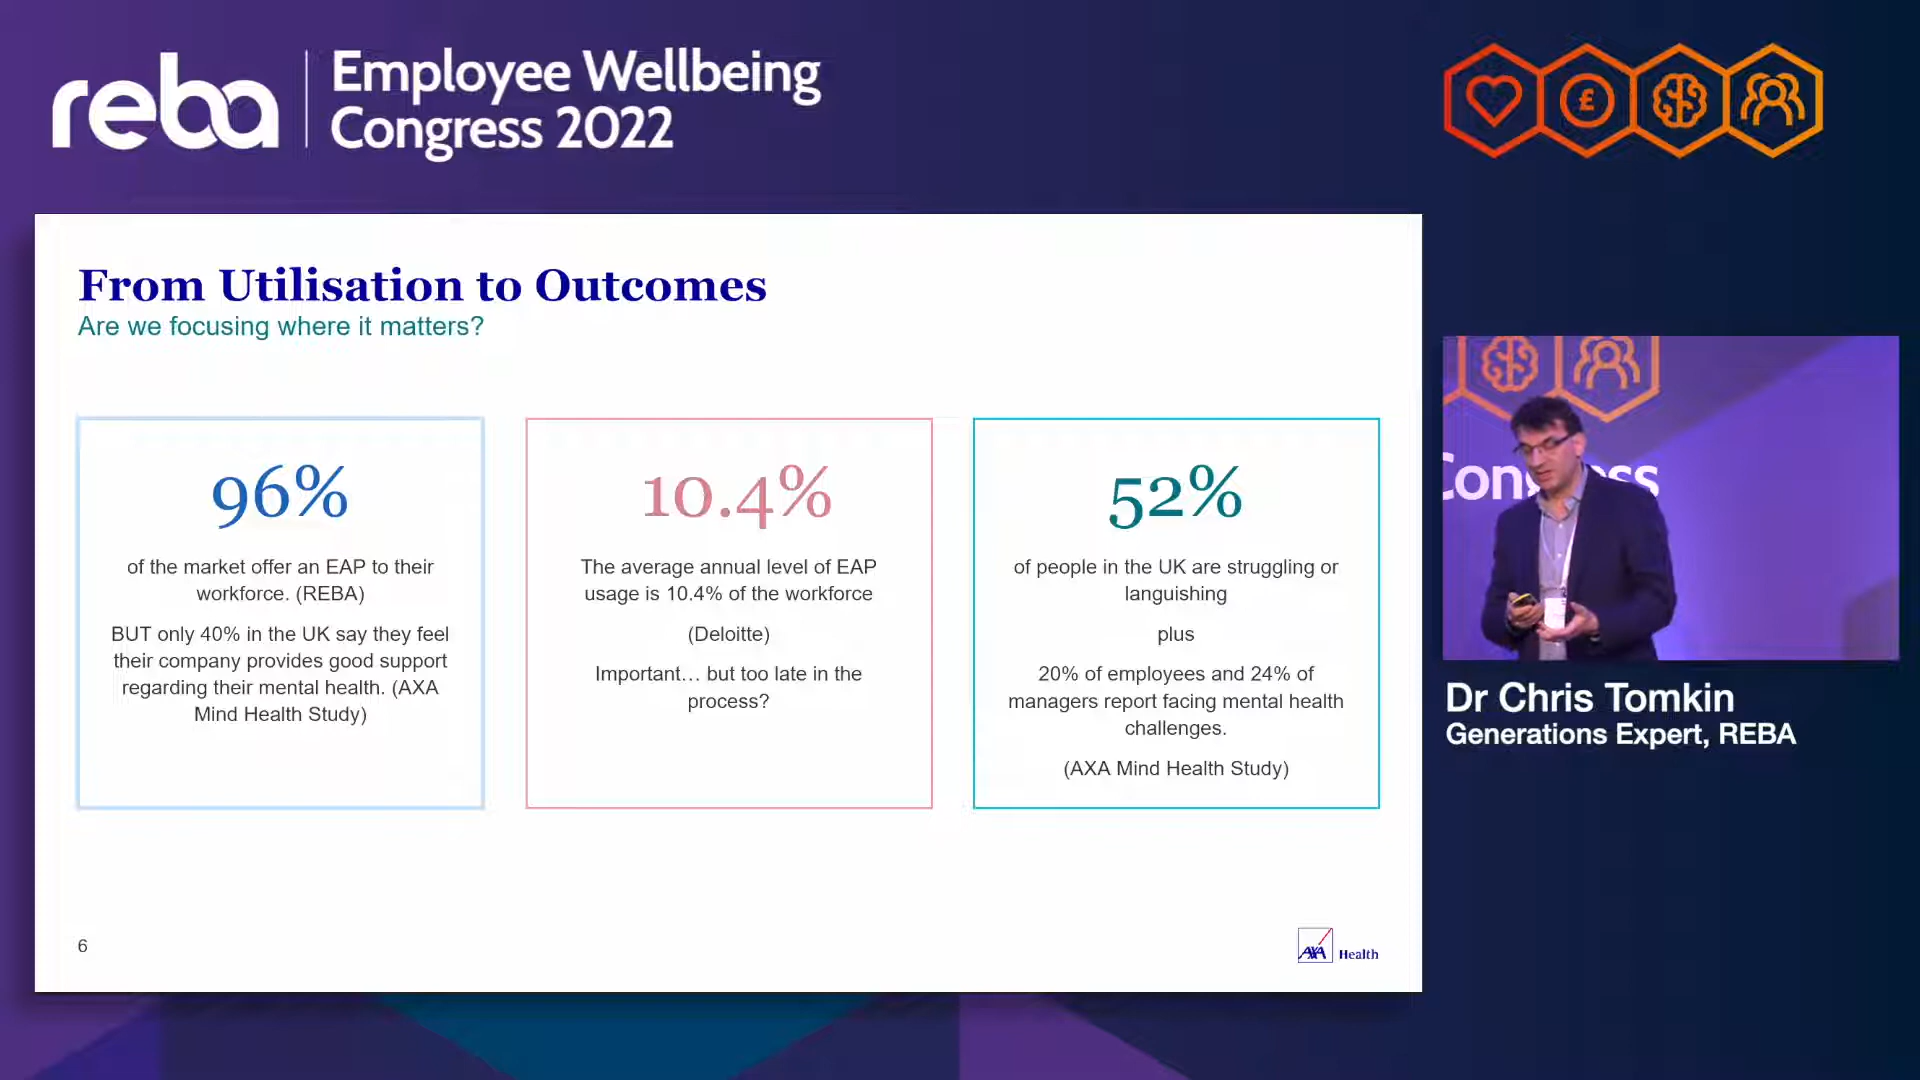 reba
Employee Wellbeing
Congress 2022
£
From Utilisation to Outcomes
Are we focusing where it matters?
96%
of the market offer an EAP to their
workforce. (REBA)
BUT only 40% in the UK say they feel
their company provides good support
regarding their mental health. (AXA
Mind Health Study)
10.4%
The average annual level of EAP
usage is 10.4% of the workforce
(Deloitte)
Important… but too late in the
process?
52%
of people in the UK are struggling or
languishing
plus
20% of employees and 24% of
managers report facing mental health
challenges.
(AXA Mind Health Study)
6
AXA Health
Con ss
Dr Chris Tomkin
Generations Expert, REBA